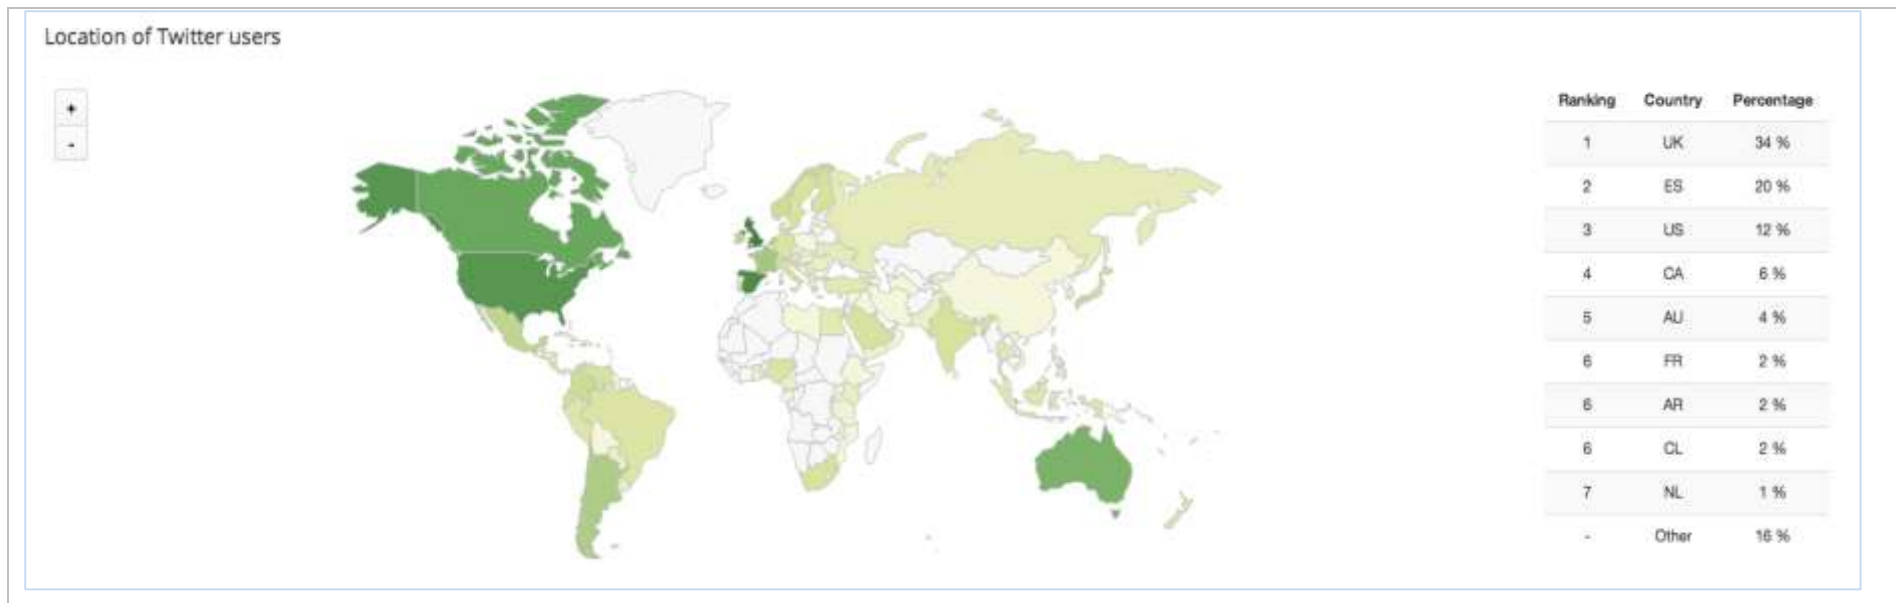 Location of Twitter users
+
-
Ranking Country Percentage
1 UK 34 %
2 ES 20 %
3 US 12 %
4 CA 6 %
5 AU 4 %
6 FR 2 %
6 AR 2 %
6 CL 2 %
7 NL 1 %
- Other 16 %